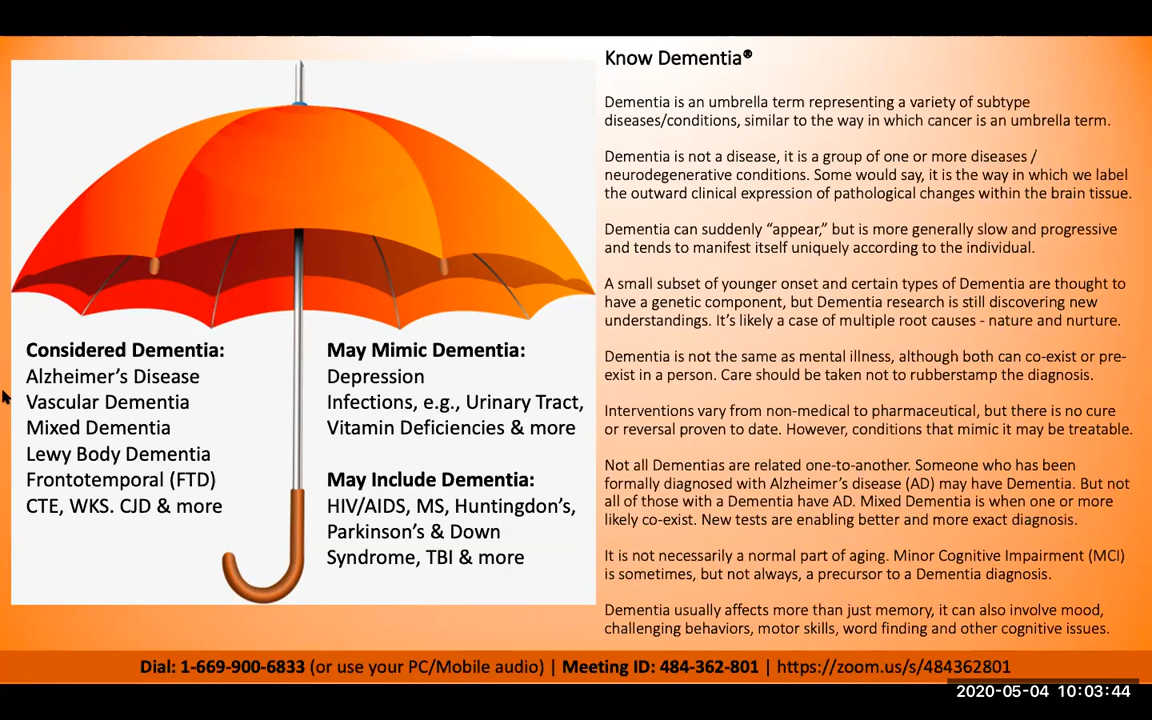 Know Dementia®
Dementia is an umbrella term representing a variety of subtype
diseases/conditions, similar to the way in which cancer is an umbrella term.
Dementia is not a disease, it is a group of one or more diseases /
neurodegenerative conditions. Some would say, it is the way in which we label
the outward clinical expression of pathological changes within the brain tissue.
Dementia can suddenly “appear,” but is more generally slow and progressive
and tends to manifest itself uniquely according to the individual.
A small subset of younger onset and certain types of Dementia are thought to
have a genetic component, but Dementia research is still discovering new
understandings. It’s likely a case of multiple root causes - nature and nurture.
Dementia is not the same as mental illness, although both can co-exist or pre-
exist in a person. Care should be taken not to rubberstamp the diagnosis.
Interventions vary from non-medical to pharmaceutical, but there is no cure
or reversal proven to date. However, conditions that mimic it may be treatable.
Not all Dementias are related one-to-another. Someone who has been
formally diagnosed with Alzheimer’s disease (AD) may have Dementia. But not
all of those with a Dementia have AD. Mixed Dementia is when one or more
likely co-exist. New tests are enabling better and more exact diagnosis.
It is not necessarily a normal part of aging. Minor Cognitive Impairment (MCI)
is sometimes, but not always, a precursor to a Dementia diagnosis.
Dementia usually affects more than just memory, it can also involve mood,
challenging behaviors, motor skills, word finding and other cognitive issues.
Considered Dementia:
Alzheimer’s Disease
Vascular Dementia
Mixed Dementia
Lewy Body Dementia
Frontotemporal (FTD)
CTE, WKS. CJD & more
May Mimic Dementia:
Depression
Infections, e.g., Urinary Tract,
Vitamin Deficiencies & more
May Include Dementia:
HIV/AIDS, MS, Huntingdon’s,
Parkinson’s & Down
Syndrome, TBI & more
Dial: 1-669-900-6833 (or use your PC/Mobile audio) | Meeting ID: 484-362-801 | https://zoom.us/s/484362801
2020-05-04 10:03:44